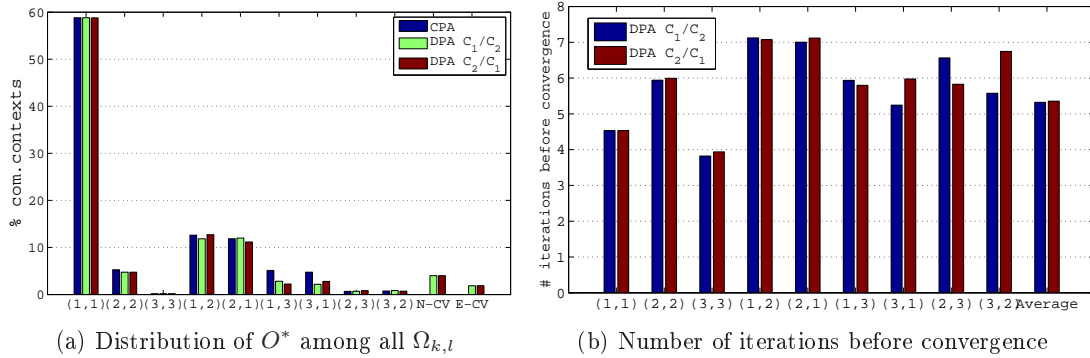 60
50
40
30
20
10
0
% com. contexts
CPA
DPA C₁/C₂
DPA C₂/C₁
(1,1) (2,2) (3,3) (1,2) (2,1) (1,3) (3,1) (2,3) (3,2) N-CV E-CV
(a) Distribution of O* among all Ωₖ,ₗ
8
7
6
5
4
3
2
1
0
# iterations before convergence
DPA C₁/C₂
DPA C₂/C₁
(1,1) (2,2) (3,3) (1,2) (2,1) (1,3) (3,1) (2,3) (3,2) Average
(b) Number of iterations before convergence